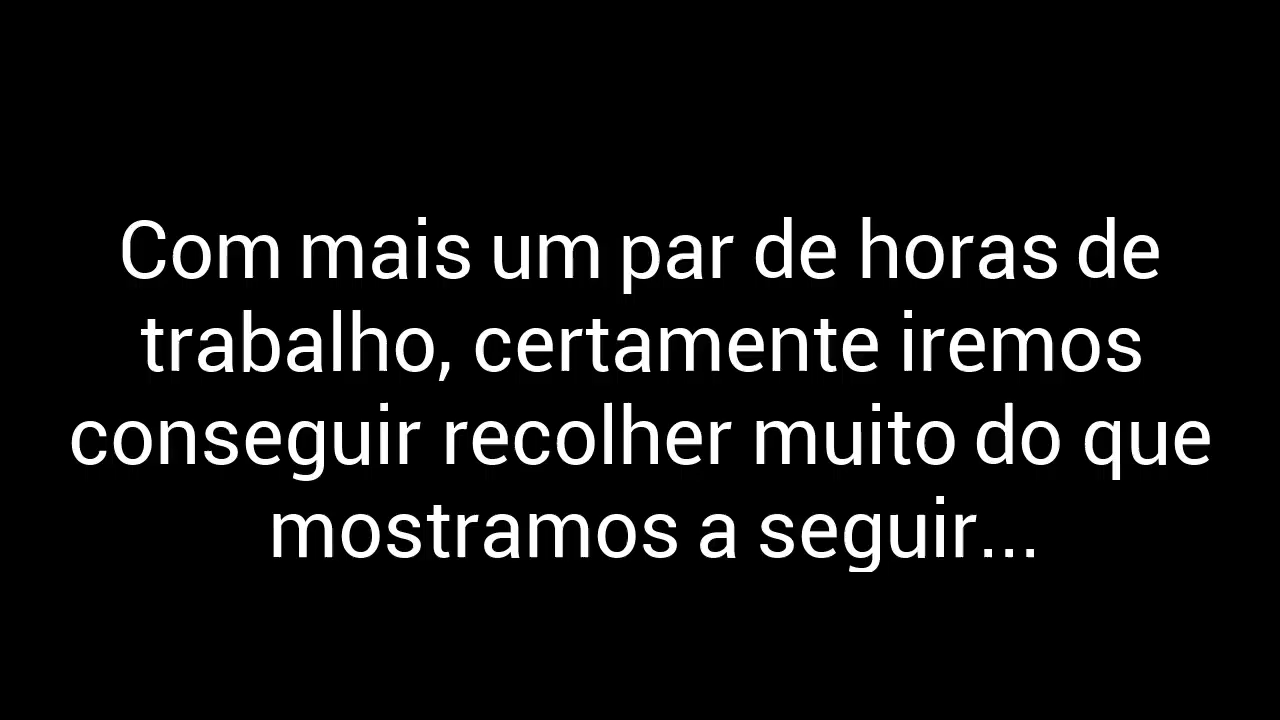 Com mais um par de horas de
trabalho, certamente iremos
conseguir recolher muito do que
mostramos a seguir...